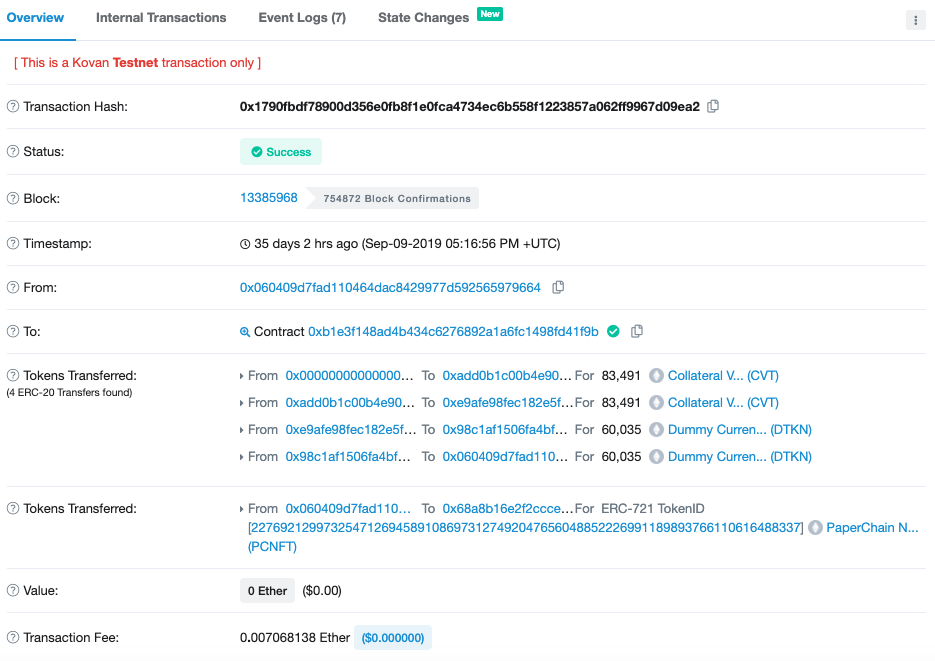 Overview Internal Transactions Event Logs (7) State Changes New
[ This is a Kovan Testnet transaction only ]
Transaction Hash: 0x1790fbdf78900d356e0fb8f1e0fca4734ec6b558f1223857a062ff9967d09ea2
Status: Success
Block: 13385968 754872 Block Confirmations
Timestamp: 35 days 2 hrs ago (Sep-09-2019 05:16:56 PM +UTC)
From: 0x060409d7fad110464dac8429977d592565979664
To: Contract 0xb1e3f148ad4b434c6276892a1a6fc1498fd41f9b
Tokens Transferred: From 0x00000000000000... To 0xadd0b1c00b4e90... For 83,491 Collateral V... (CVT)
(4 ERC-20 Transfers found)
From 0xadd0b1c00b4e90... To 0xe9afe98fec182e5f... For 83,491 Collateral V... (CVT)
From 0xe9afe98fec182e5f... To 0x98c1af1506fa4bf... For 60,035 Dummy Curren... (DTKN)
From 0x98c1af1506fa4bf... To 0x060409d7fad110... For 60,035 Dummy Curren... (DTKN)
Tokens Transferred: From 0x060409d7fad110... To 0x68a8b16e2f2ccce... For ERC-721 TokenID
[22769212997325471269458910869731274920476560488522269911898937661106164 88337] PaperChain N...
(PCNFT)
Value: 0 Ether ($0.00)
Transaction Fee: 0.007068138 Ether ($0.000000)